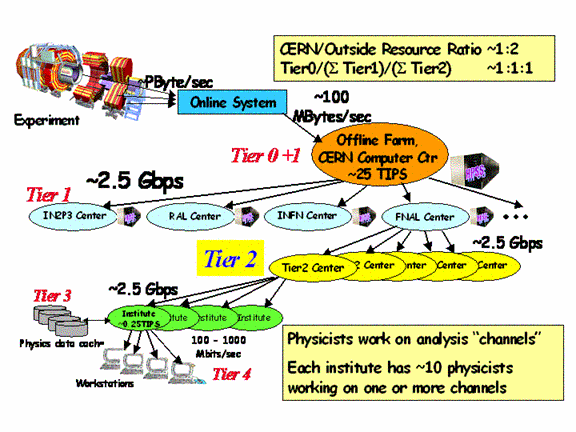 CERN/Outside Resource Ratio ~1:2
Tier0/(Σ Tier1)/(Σ Tier2) ~1:1:1
~PByte/sec
Online System
~100
MBytes/sec
Experiment
Tier 0 +1
Offline Farm,
CERN Computer Ctr
~25 TIPS
Tier 1
~2.5 Gbps
IN2P3 Center
RAL Center
INFN Center
FNAL Center
~2.5 Gbps
Tier 2
Tier2 Center
Center
Center
Center
Center
Tier 3
~2.5 Gbps
Institute
~0.25TIPS
Institute
Physics data cache
100 - 1000
Mbits/sec
Workstations
Tier 4
Physicists work on analysis “channels”
Each institute has ~10 physicists
working on one or more channels